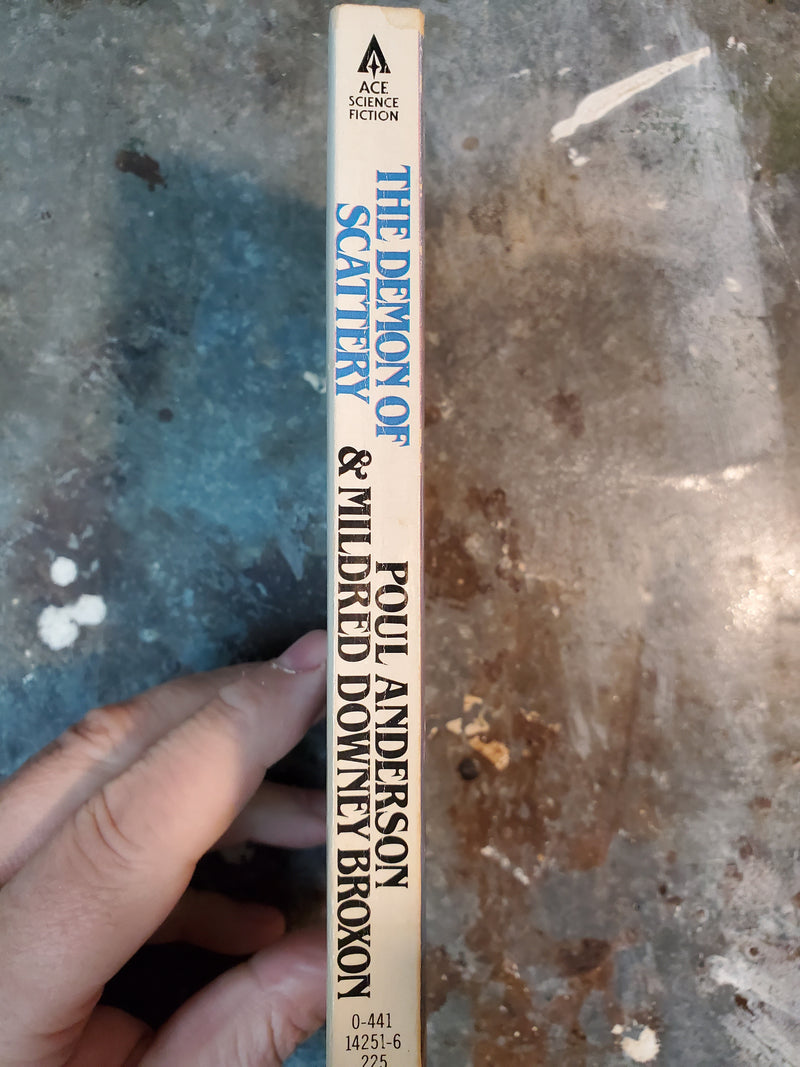 ACE
SCIENCE
FICTION
THE DEMON OF
SCATTERY
POUL ANDERSON
& MILDRED DOWNEY BROXON
0-441
14251-6
225